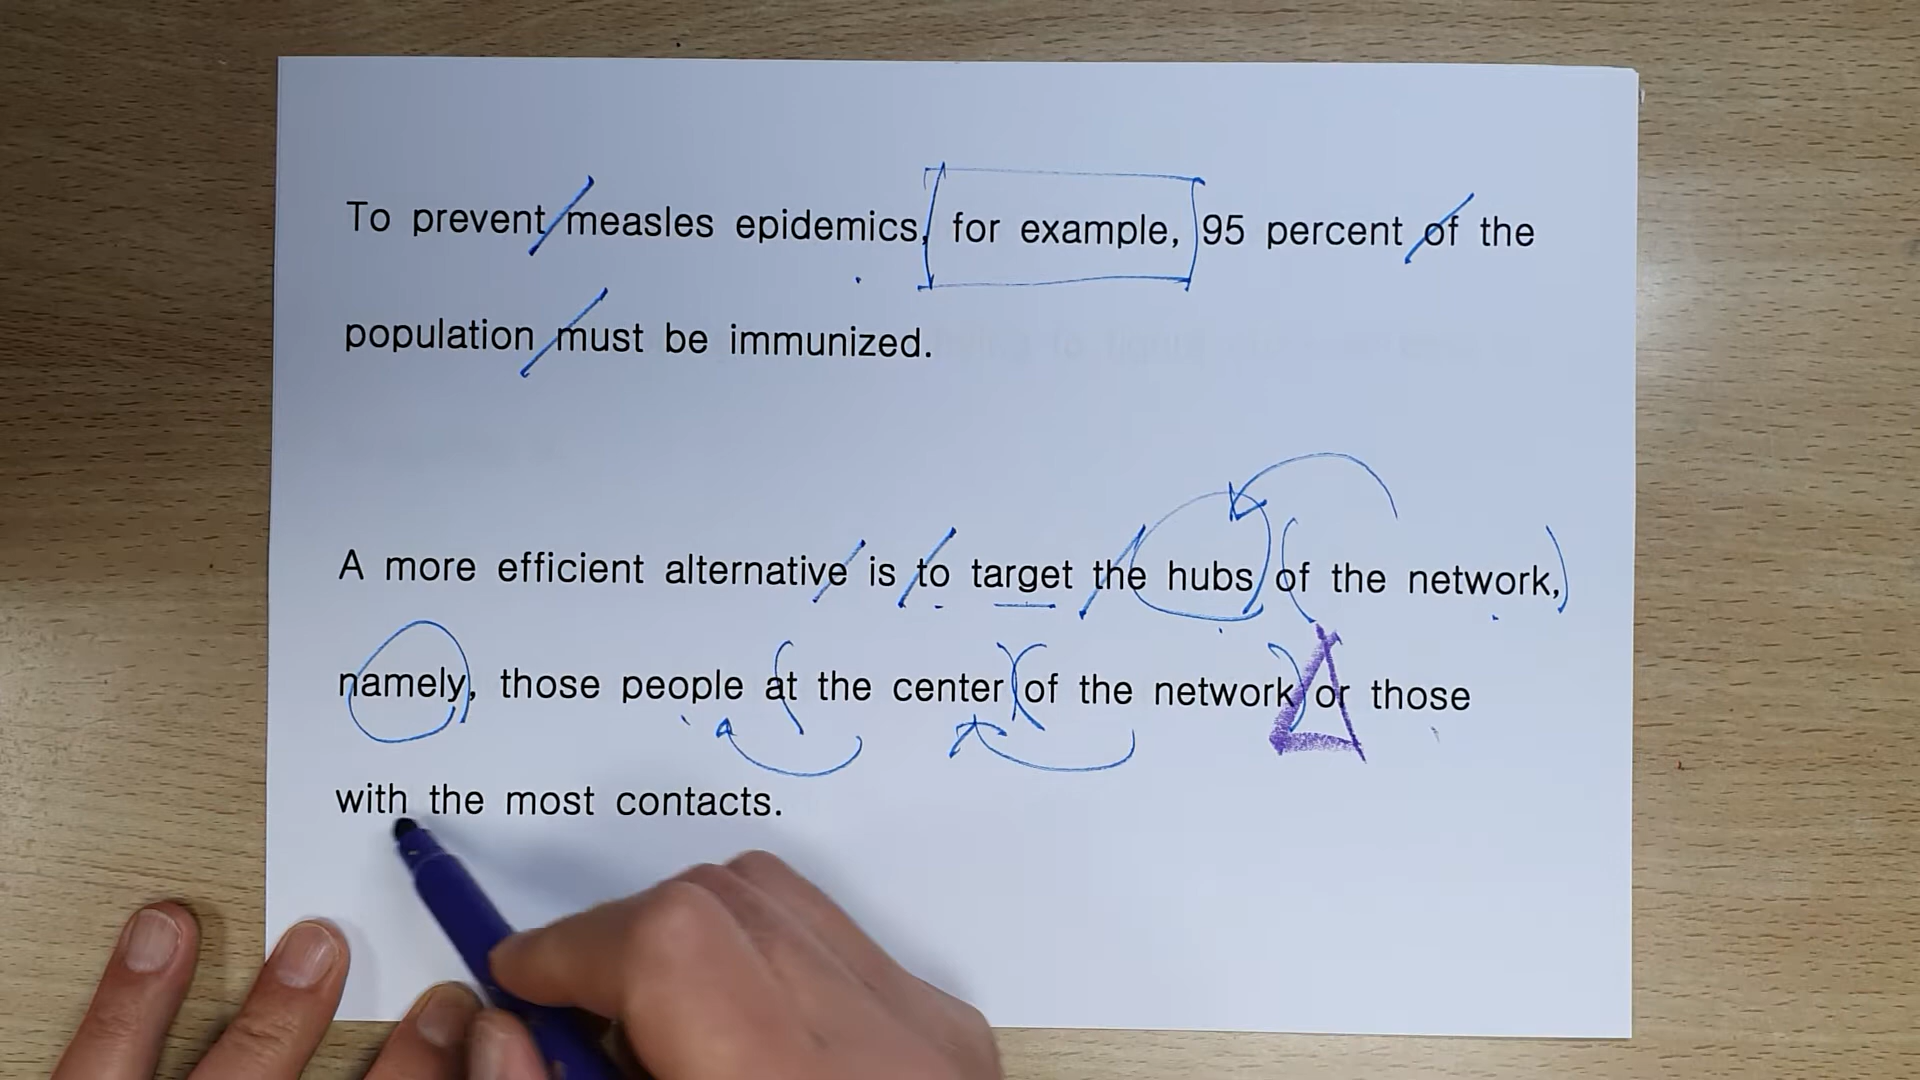 To prevent measles epidemics, for example, 95 percent of the
population must be immunized.
A more efficient alternative is to target the hubs of the network,
namely, those people at the center of the network or those
with the most contacts.